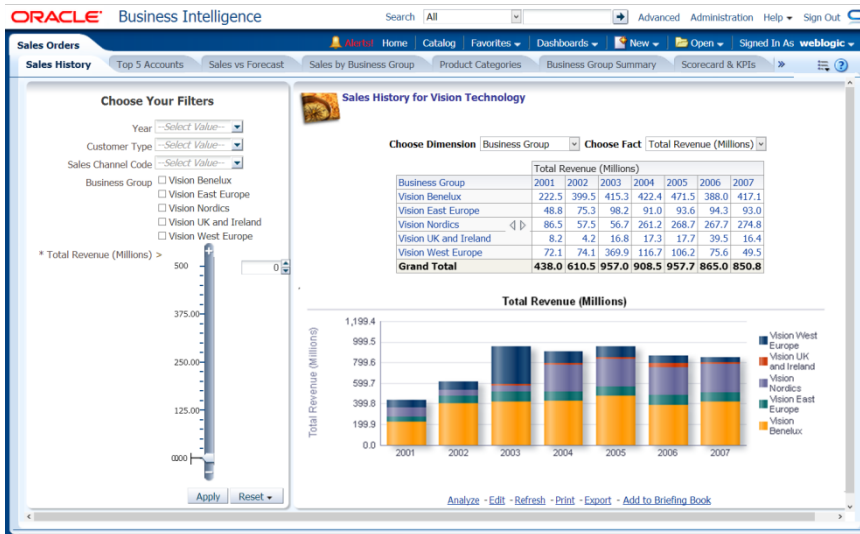 ORACLE Business Intelligence Search All Advanced Administration Help Sign Out
Sales Orders Alerts! Home Catalog Favorites Dashboards New Open Signed In As weblogic
Sales History Top 5 Accounts Sales vs Forecast Sales by Business Group Product Categories Business Group Summary Scorecard & KPIs »
Choose Your Filters
Year --Select Value--
Customer Type --Select Value--
Sales Channel Code --Select Value--
Business Group Vision Benelux
Vision East Europe
Vision Nordics
Vision UK and Ireland
Vision West Europe
* Total Revenue (Millions) >
500
0
375.00
250.00
125.00
Apply Reset
Sales History for Vision Technology
Choose Dimension Business Group Choose Fact Total Revenue (Millions)
Total Revenue (Millions)
Business Group 2001 2002 2003 2004 2005 2006 2007
Vision Benelux 222.5 399.5 415.3 422.4 471.5 388.0 417.1
Vision East Europe 48.8 75.3 98.2 91.0 93.6 94.3 93.0
Vision Nordics 86.5 57.5 56.7 261.2 268.7 267.7 274.8
Vision UK and Ireland 8.2 4.2 16.8 17.3 17.7 39.5 16.4
Vision West Europe 72.1 74.1 369.9 116.7 106.2 75.6 49.5
Grand Total 438.0 610.5 957.0 908.5 957.7 865.0 850.8
Total Revenue (Millions)
Total Revenue (Millions)
1,199.4
999.5
799.6
599.7
399.8
199.9
0.0
2001 2002 2003 2004 2005 2006 2007
Vision West
Europe
Vision UK
and Ireland
Vision
Nordics
Vision East
Europe
Vision
Benelux
Analyze - Edit - Refresh - Print - Export - Add to Briefing Book